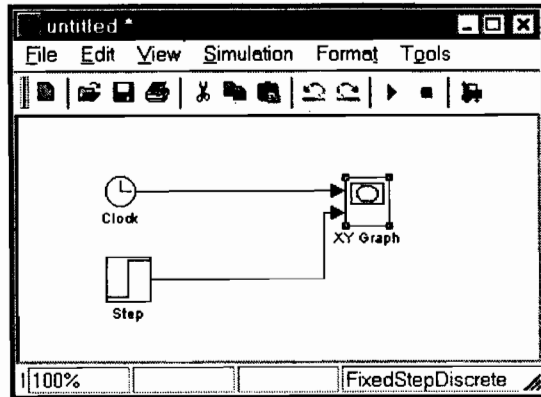 untitled *
File Edit View Simulation Format Tools
Clock
XY Graph
Step
100%
FixedStepDiscrete